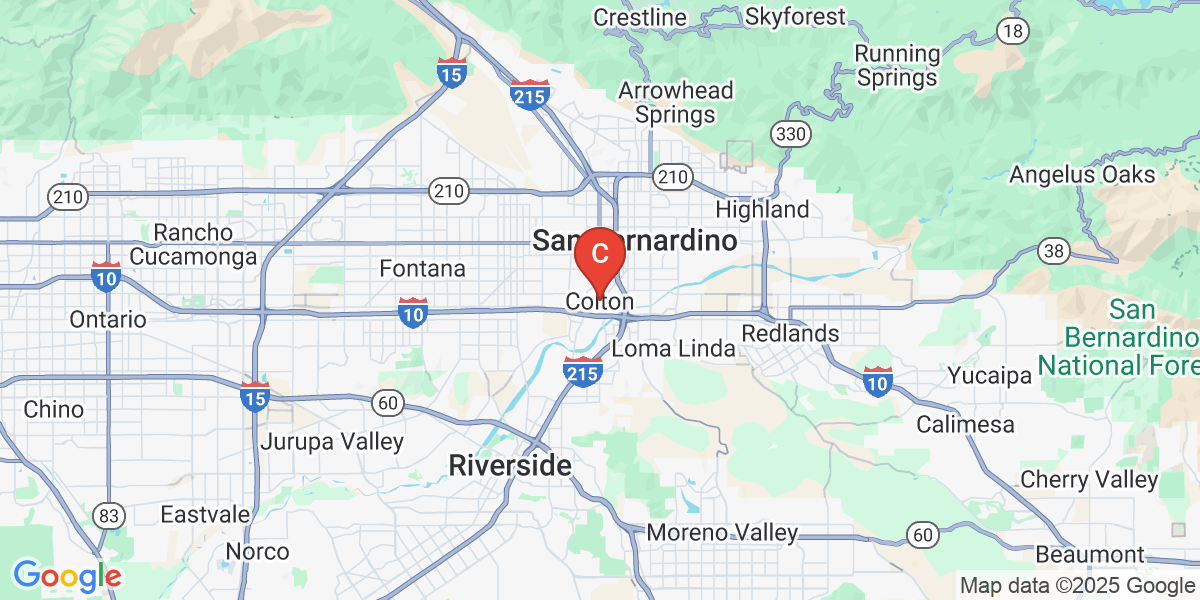 Crestline
Skyforest
18
Running
Springs
15
215
Arrowhead
Springs
330
210
210
210
Angelus Oaks
Highland
Rancho
Cucamonga
San Bernardino
38
Fontana
C
10
Colton
10
Ontario
San
Bernardino
National Fore
Redlands
Loma Linda
215
Yucaipa
10
15
60
Chino
Calimesa
Jurupa Valley
Riverside
Cherry Valley
83
Eastvale
Moreno Valley
60
Norco
Beaumont
Google
Map data ©2025 Google